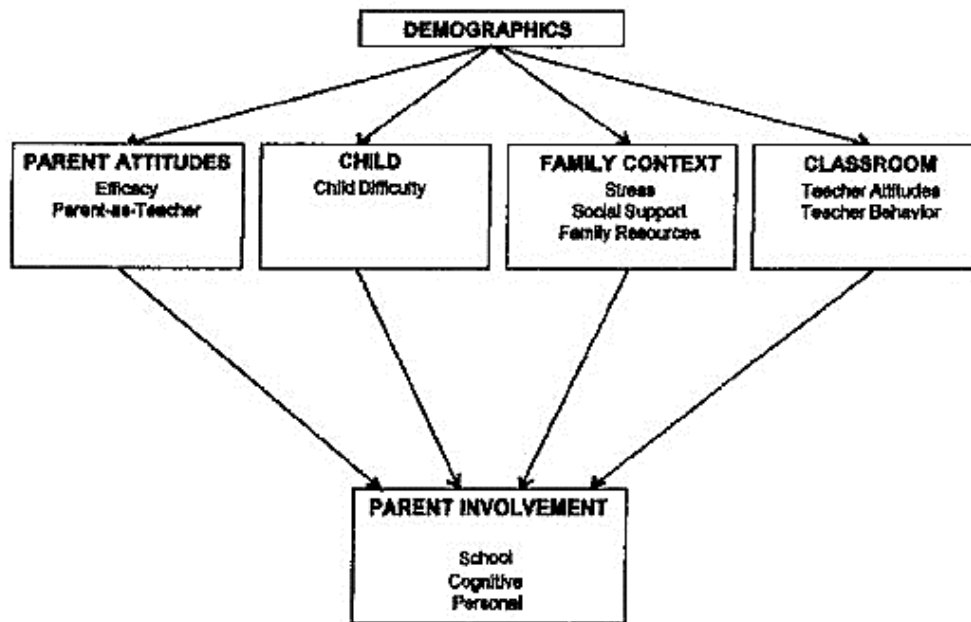 DEMOGRAPHICS
PARENT ATTITUDES
Efficacy
Parent-as-Teacher
CHILD
Child Difficulty
FAMILY CONTEXT
Stress
Social Support
Family Resources
CLASSROOM
Teacher Attitudes
Teacher Behavior
PARENT INVOLVEMENT
School
Cognitive
Personal